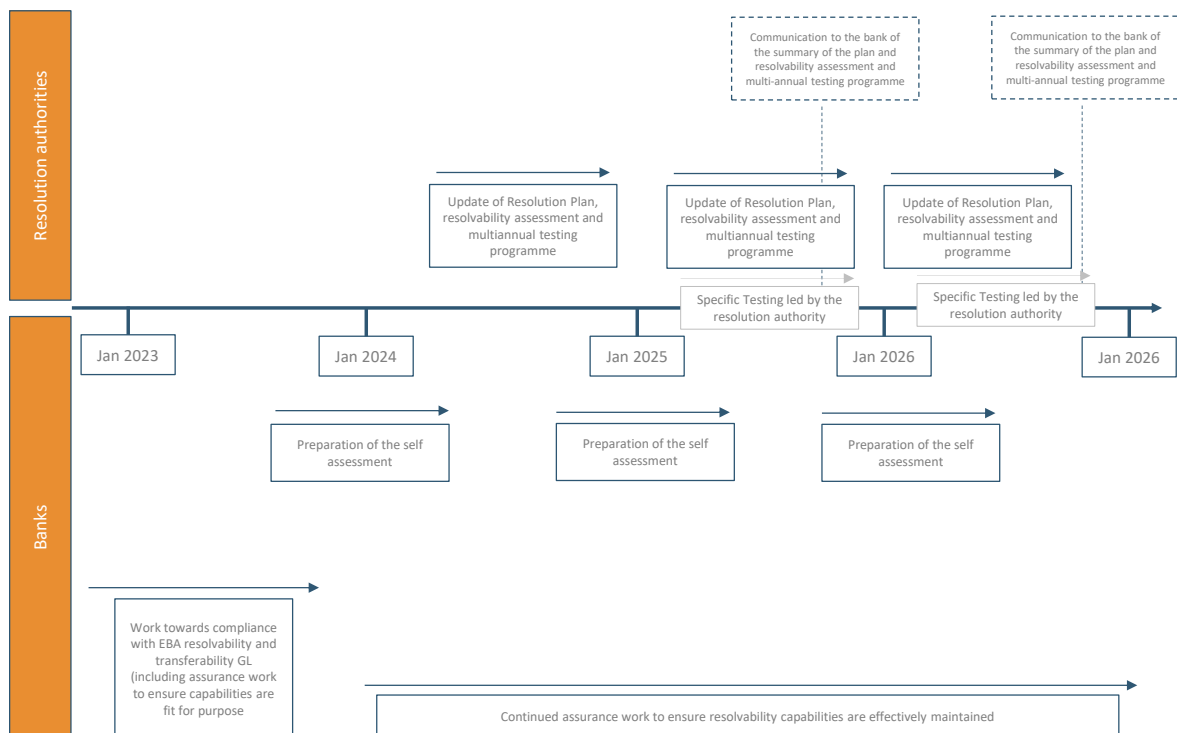 Resolution authorities
Communication to the bank of
the summary of the plan and
resolvability assessment and
multi-annual testing programme
Communication to the bank of
the summary of the plan and
resolvability assessment and
multi-annual testing programme
Update of Resolution Plan,
resolvability assessment and
multiannual testing
programme
Update of Resolution Plan,
resolvability assessment and
multiannual testing
programme
Update of Resolution Plan,
resolvability assessment and
multiannual testing
programme
Specific Testing led by the
resolution authority
Specific Testing led by the
resolution authority
Jan 2023
Jan 2024
Jan 2025
Jan 2026
Jan 2026
Banks
Preparation of the self
assessment
Preparation of the self
assessment
Preparation of the self
assessment
Work towards compliance
with EBA resolvability and
transferability GL
(including assurance work
to ensure capabilities are
fit for purpose
Continued assurance work to ensure resolvability capabilities are effectively maintained